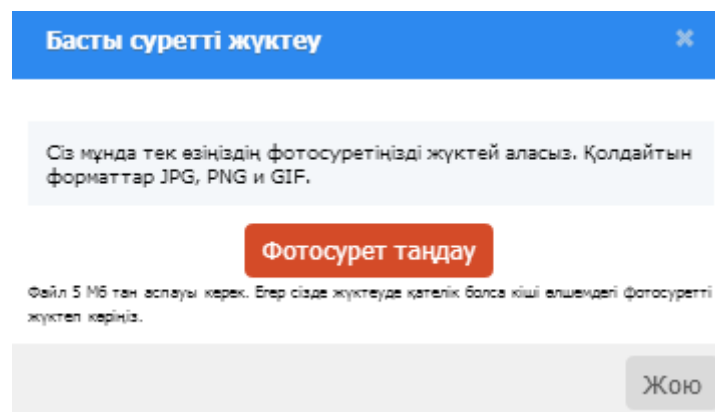 Басты суретті жүктеу
Сіз мұнда тек өзіңіздің фотосуретіңізді жүктей аласыз. Қолдайтын
форматтар JPG, PNG и GIF.
Фотосурет таңдау
Файл 5 Мб тан аспауы керек. Егер сізде жүктеуде қателік болса кіші өлшемдегі фотосуретті
жүктеп көріңіз.
Жою